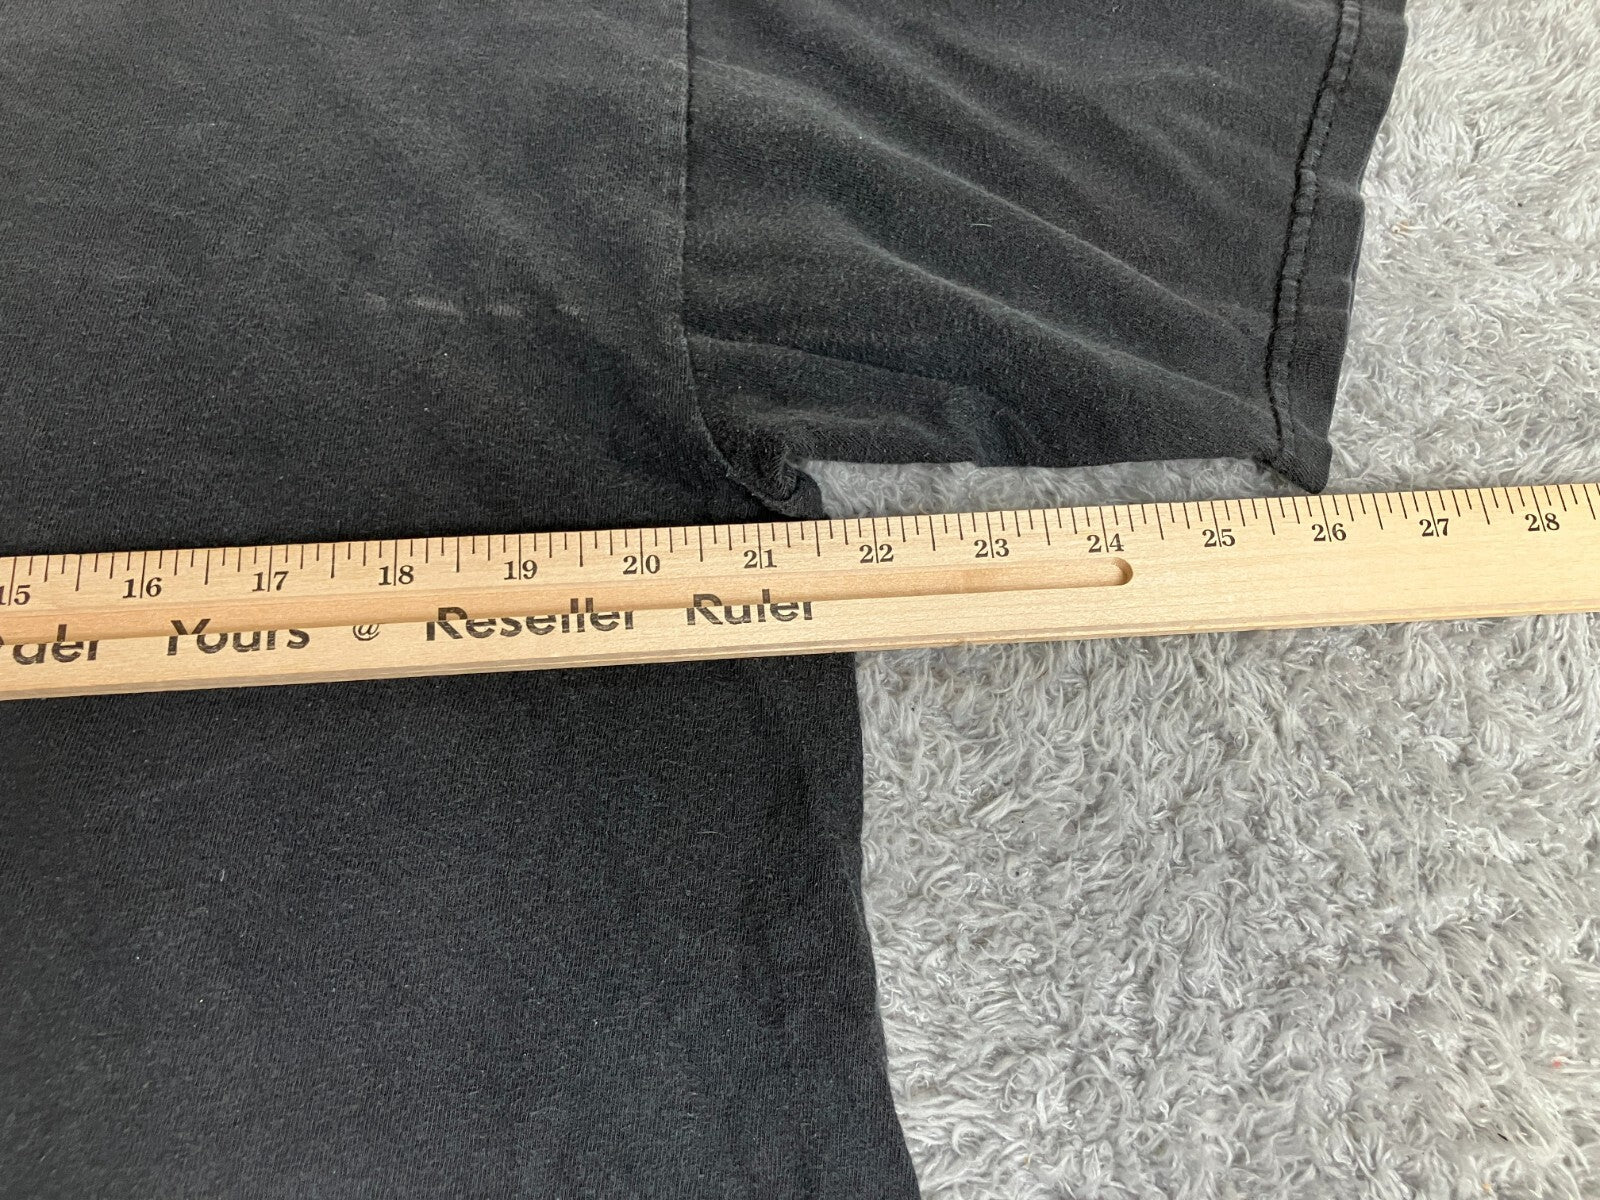 15 16 17 18 19 20 21 22 23 24 25 26 27 28
Yours @ Reseller Ruler